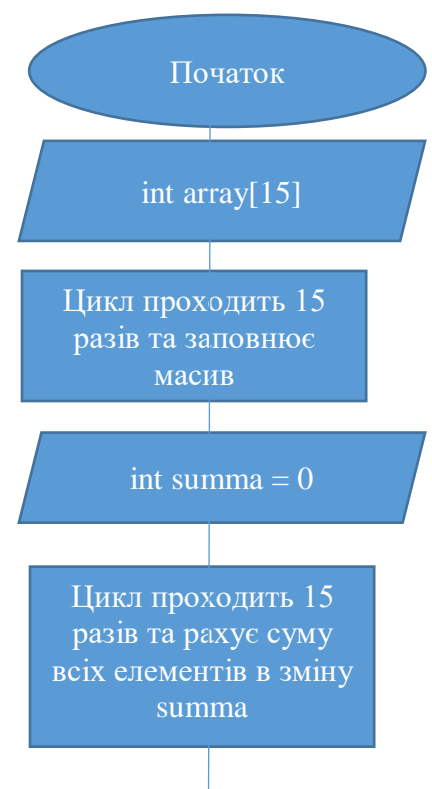 Початок
int array[15]
Цикл проходить 15
разів та заповнює
масив
int summa = 0
Цикл проходить 15
разів та рахує суму
всіх елементів в зміну
summa